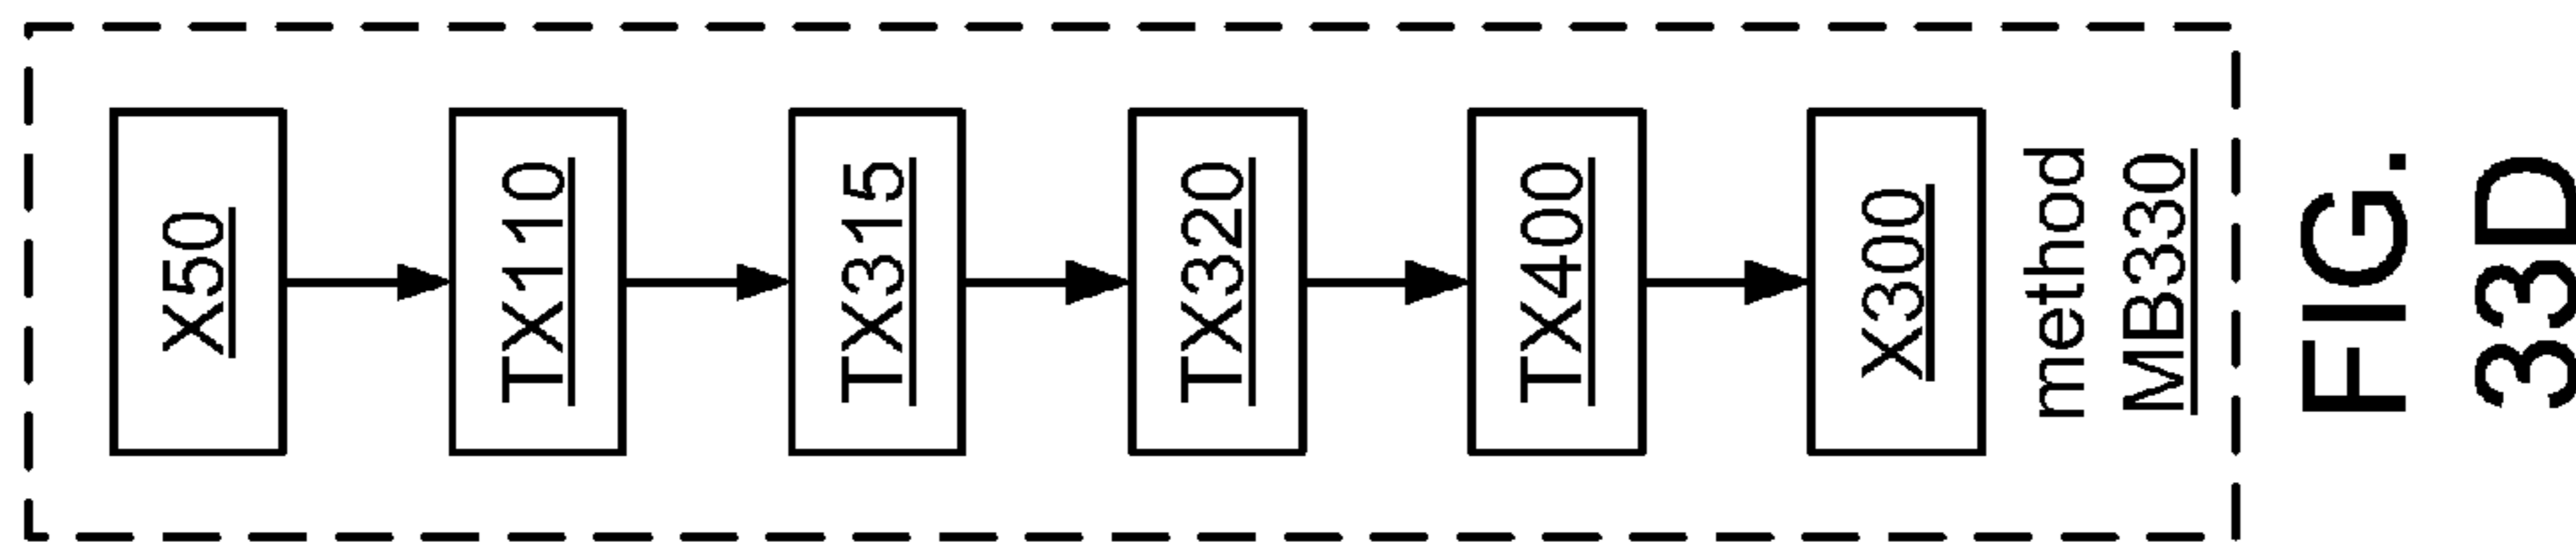 X50
TX110
TX315
TX320
TX400
X300
method
MB330
FIG.
33D